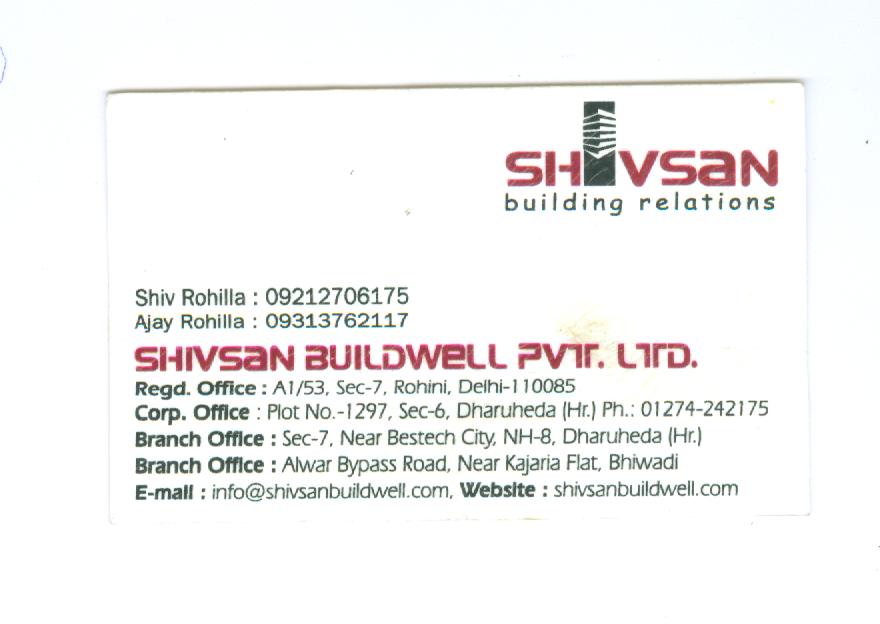 SHIVSAN
building relations
Shiv Rohilla : 09212706175
Ajay Rohilla : 09313762117
SHIVSAN BUILDWELL PVT. LTD.
Regd. Office : A1/53, Sec-7, Rohini, Delhi-110085
Corp. Office : Plot No.-1297, Sec-6, Dharuheda (Hr.) Ph.: 01274-242175
Branch Office : Sec-7, Near Bestech City, NH-8, Dharuheda (Hr.)
Branch Office : Alwar Bypass Road, Near Kajaria Flat, Bhiwadi
E-mail : info@shivsanbuildwell.com, Website : shivsanbuildwell.com